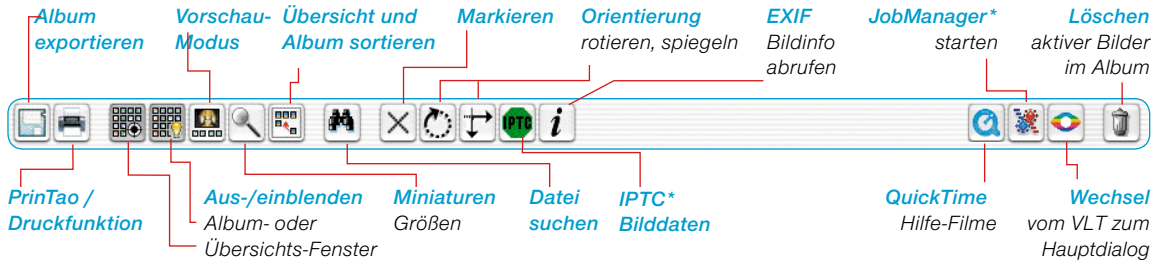 Album
exportieren
Vorschau-
Modus
Übersicht und
Album sortieren
Markieren
Orientierung
rotieren, spiegeln
EXIF
Bildinfo
abrufen
JobManager*
starten
Löschen
aktiver Bilder
im Album
IPTC
i
PrinTao /
Druckfunktion
Aus-/einblenden
Album- oder
Übersichts-Fenster
Miniaturen
Größen
Datei
suchen
IPTC*
Bilddaten
QuickTime
Hilfe-Filme
Wechsel
vom VLT zum
Hauptdialog